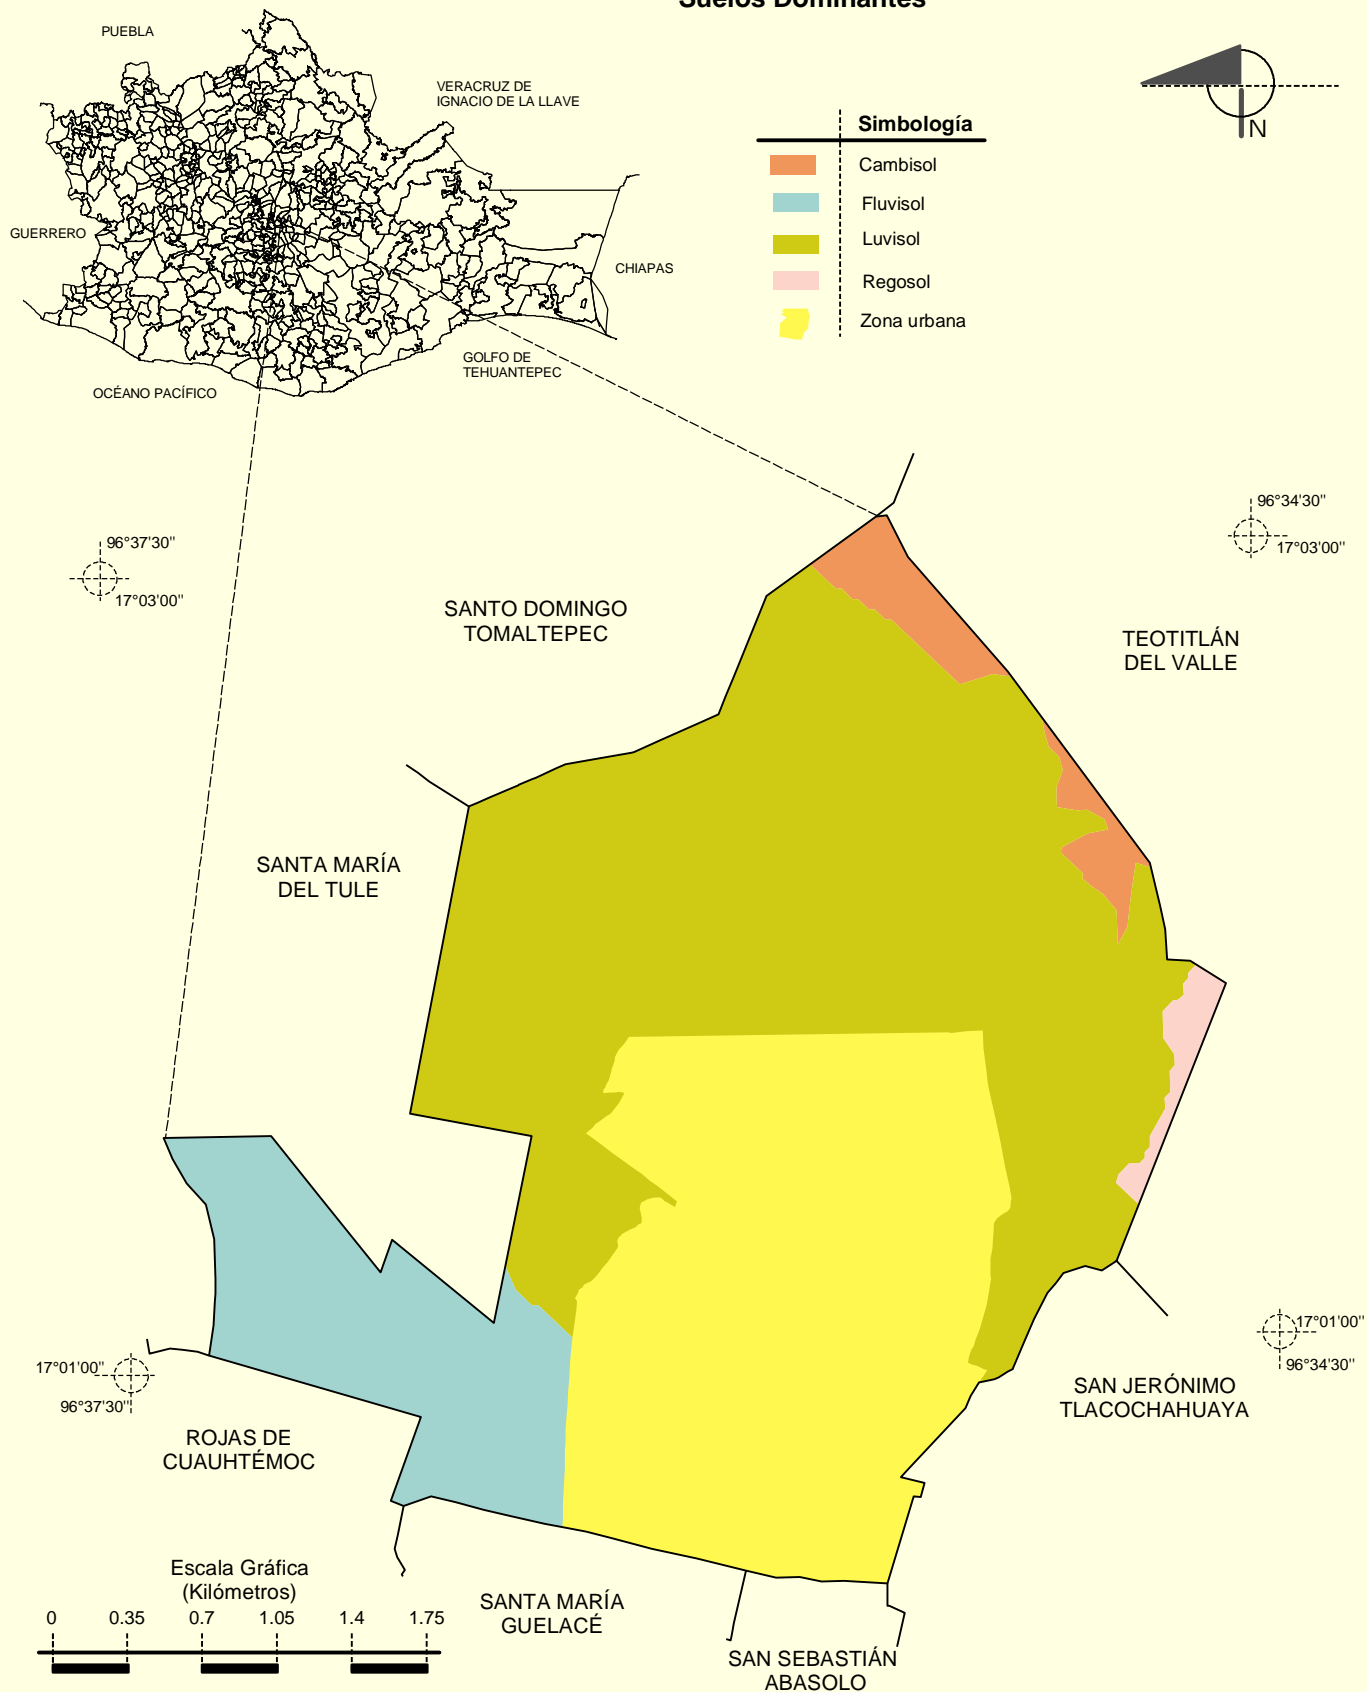 Suelos Dominantes
PUEBLA
VERACRUZ DE
IGNACIO DE LA LLAVE
GUERRERO
CHIAPAS
GOLFO DE
TEHUANTEPEC
OCÉANO PACÍFICO
N
Simbología
Cambisol
Fluvisol
Luvisol
Regosol
Zona urbana
96°37'30"
17°03'00"
96°34'30"
17°03'00"
SANTO DOMINGO
TOMALTEPEC
TEOTITLÁN
DEL VALLE
SANTA MARÍA
DEL TULE
17°01'00"
96°37'30"
17°01'00"
96°34'30"
SAN JERÓNIMO
TLACOCHAHUAYA
ROJAS DE
CUAUHTÉMOC
SANTA MARÍA
GUELACÉ
SAN SEBASTIÁN
ABASOLO
Escala Gráfica
(Kilómetros)
0 0.35 0.7 1.05 1.4 1.75